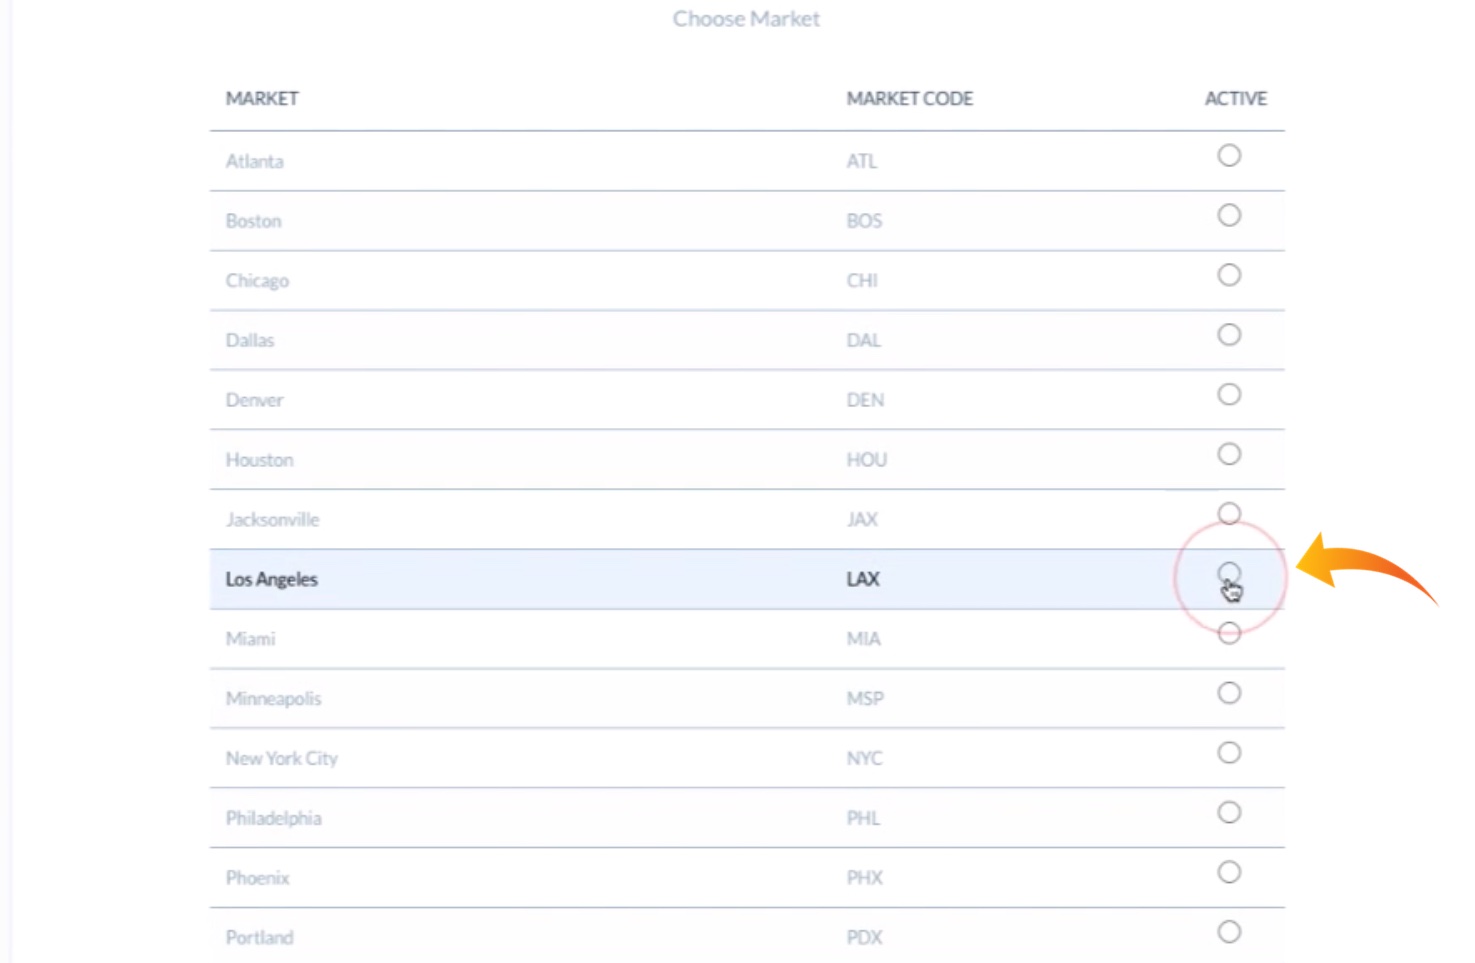 Choose Market
MARKET MARKET CODE ACTIVE
Atlanta ATL
Boston BOS
Chicago CHI
Dallas DAL
Denver DEN
Houston HOU
Jacksonville JAX
Los Angeles LAX
Miami MIA
Minneapolis MSP
New York City NYC
Philadelphia PHL
Phoenix PHX
Portland PDX